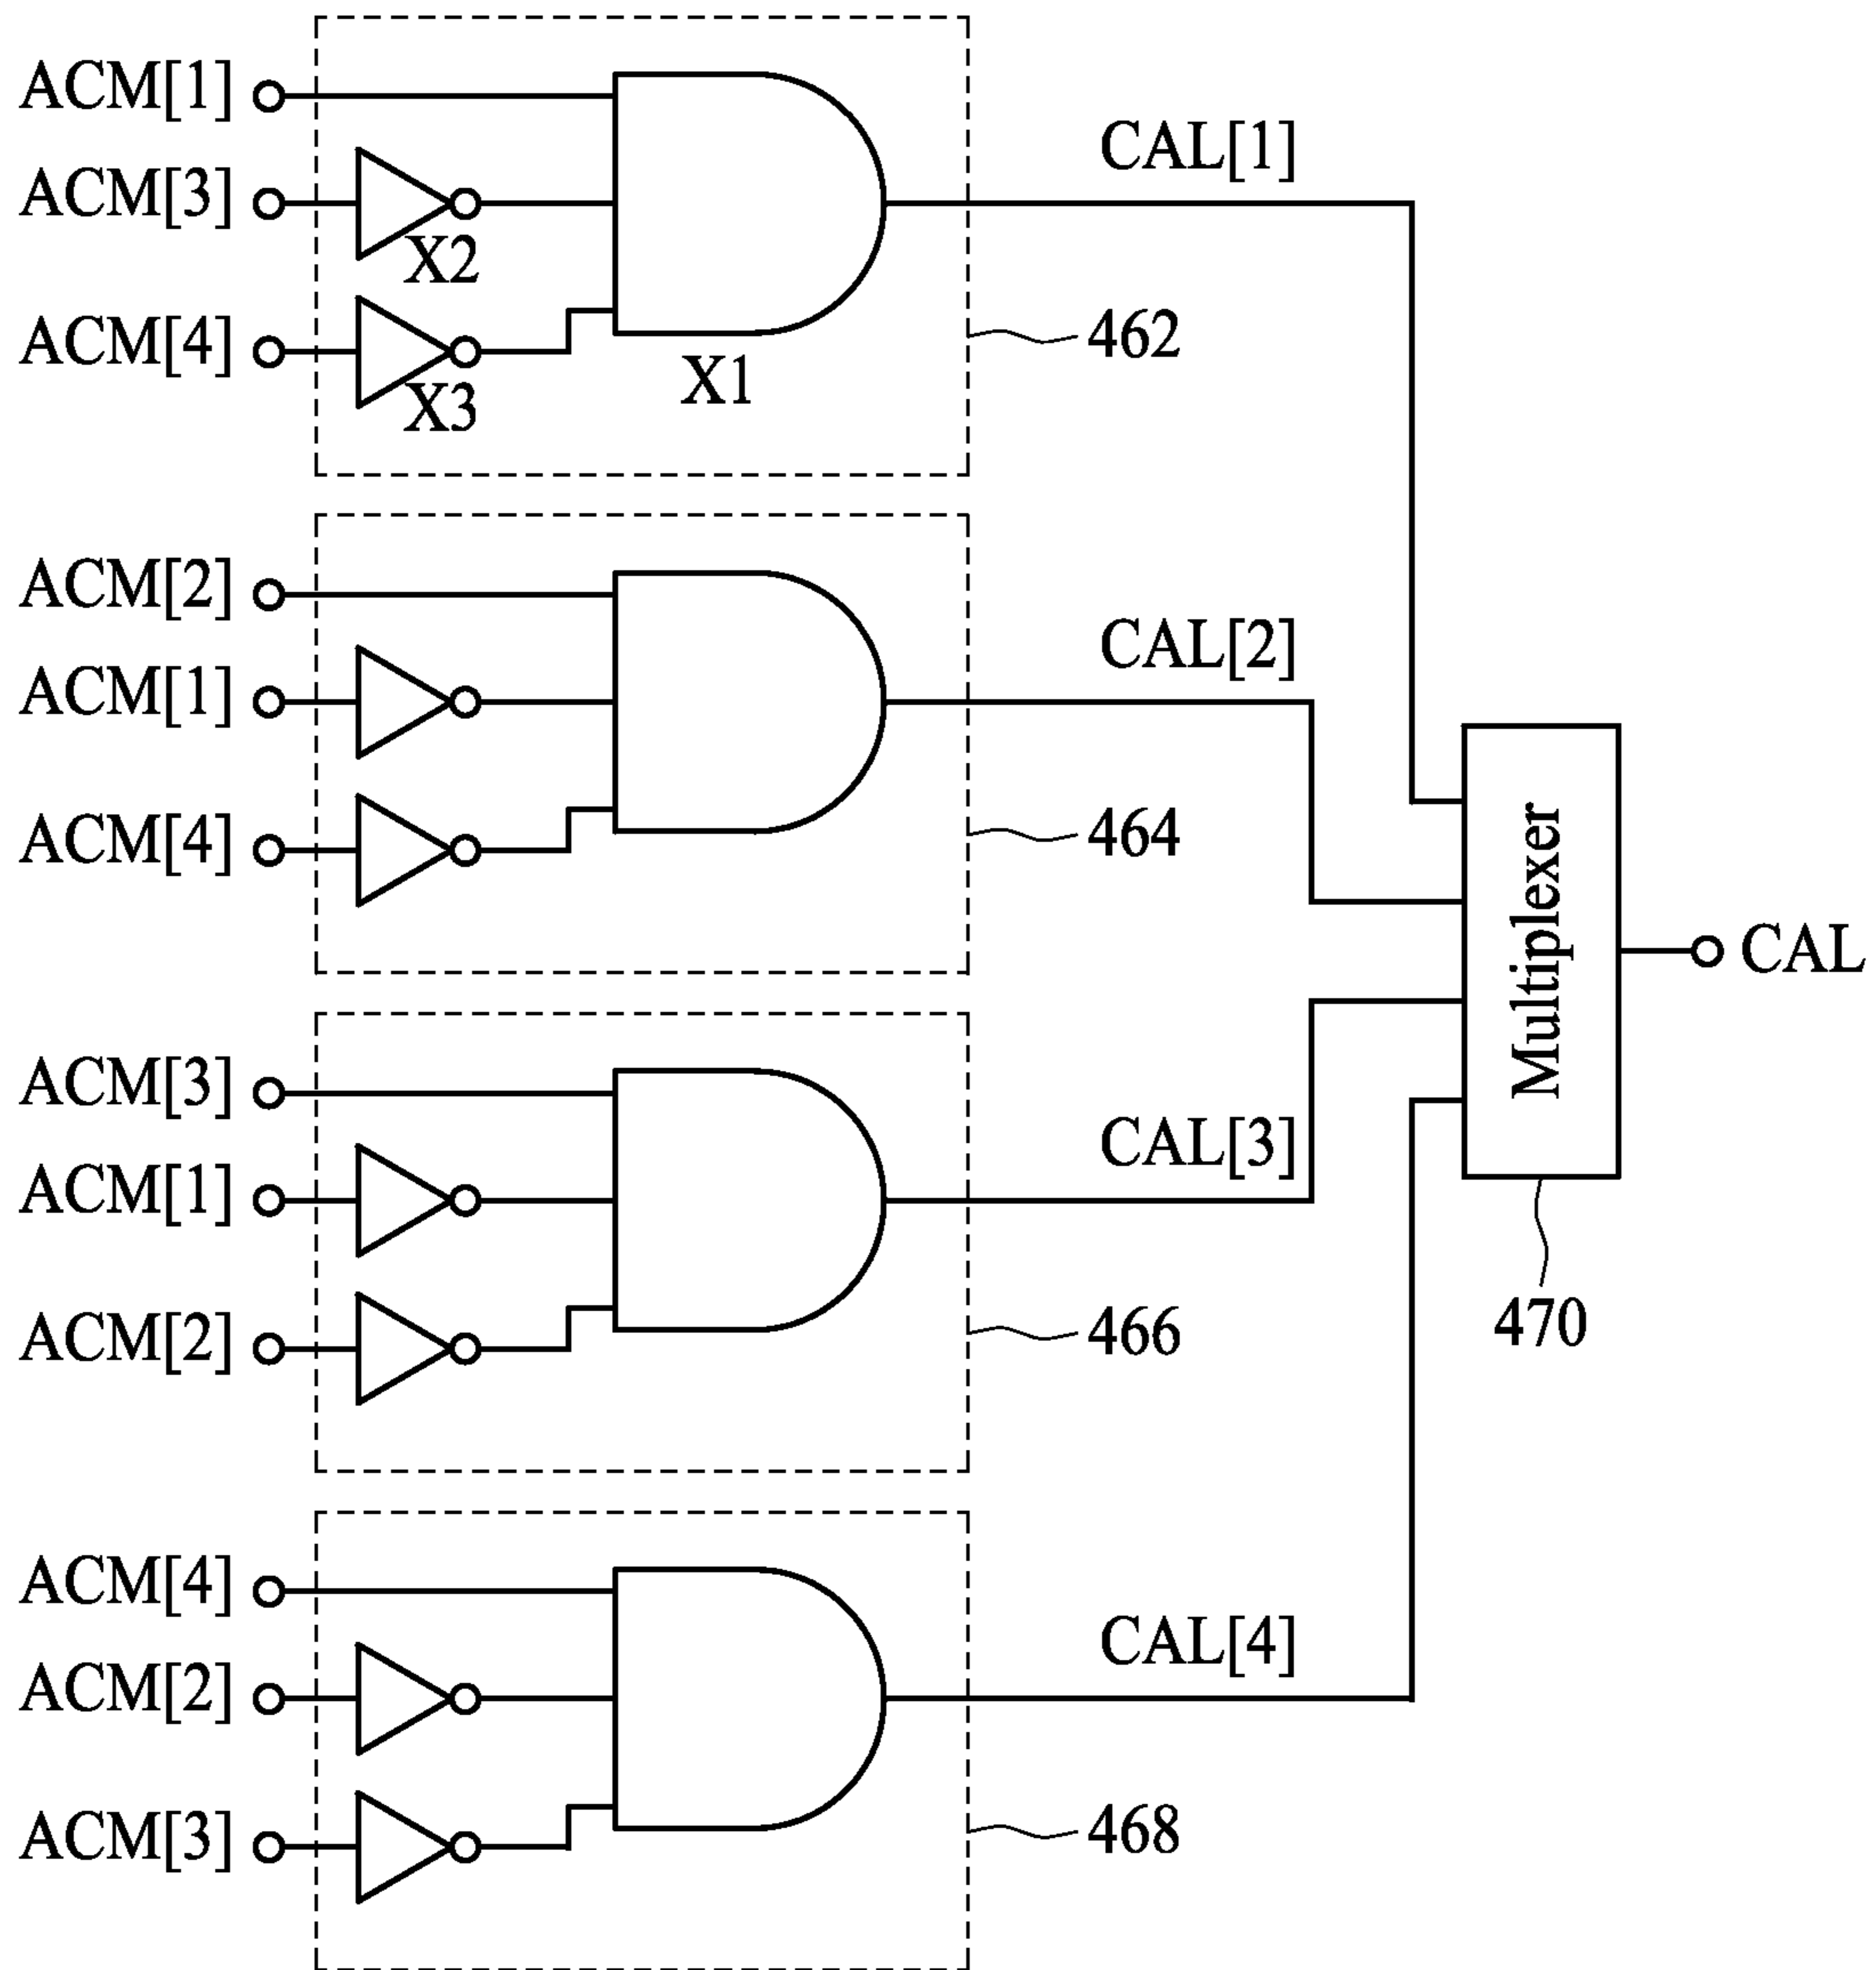 ACM[1]
ACM[3]
X2
ACM[4]
X3
X1
CAL[1]
462
ACM[2]
ACM[1]
ACM[4]
CAL[2]
464
ACM[3]
ACM[1]
ACM[2]
CAL[3]
466
ACM[4]
ACM[2]
ACM[3]
CAL[4]
468
Multiplexer
470
CAL